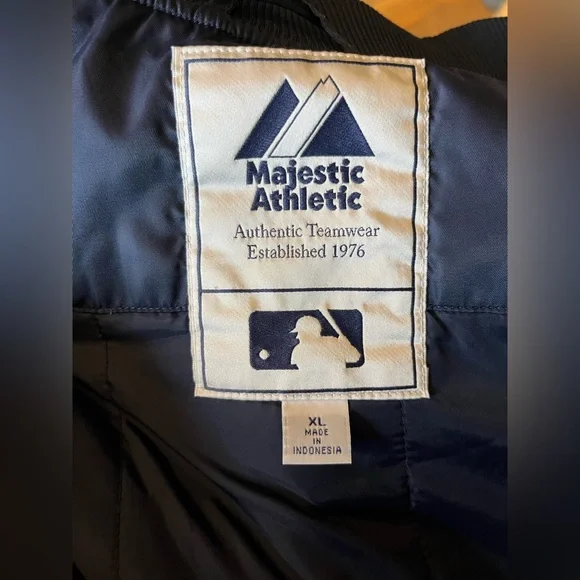 Majestic
Athletic
Authentic Teamwear
Established 1976
XL
MADE
IN
INDONESIA